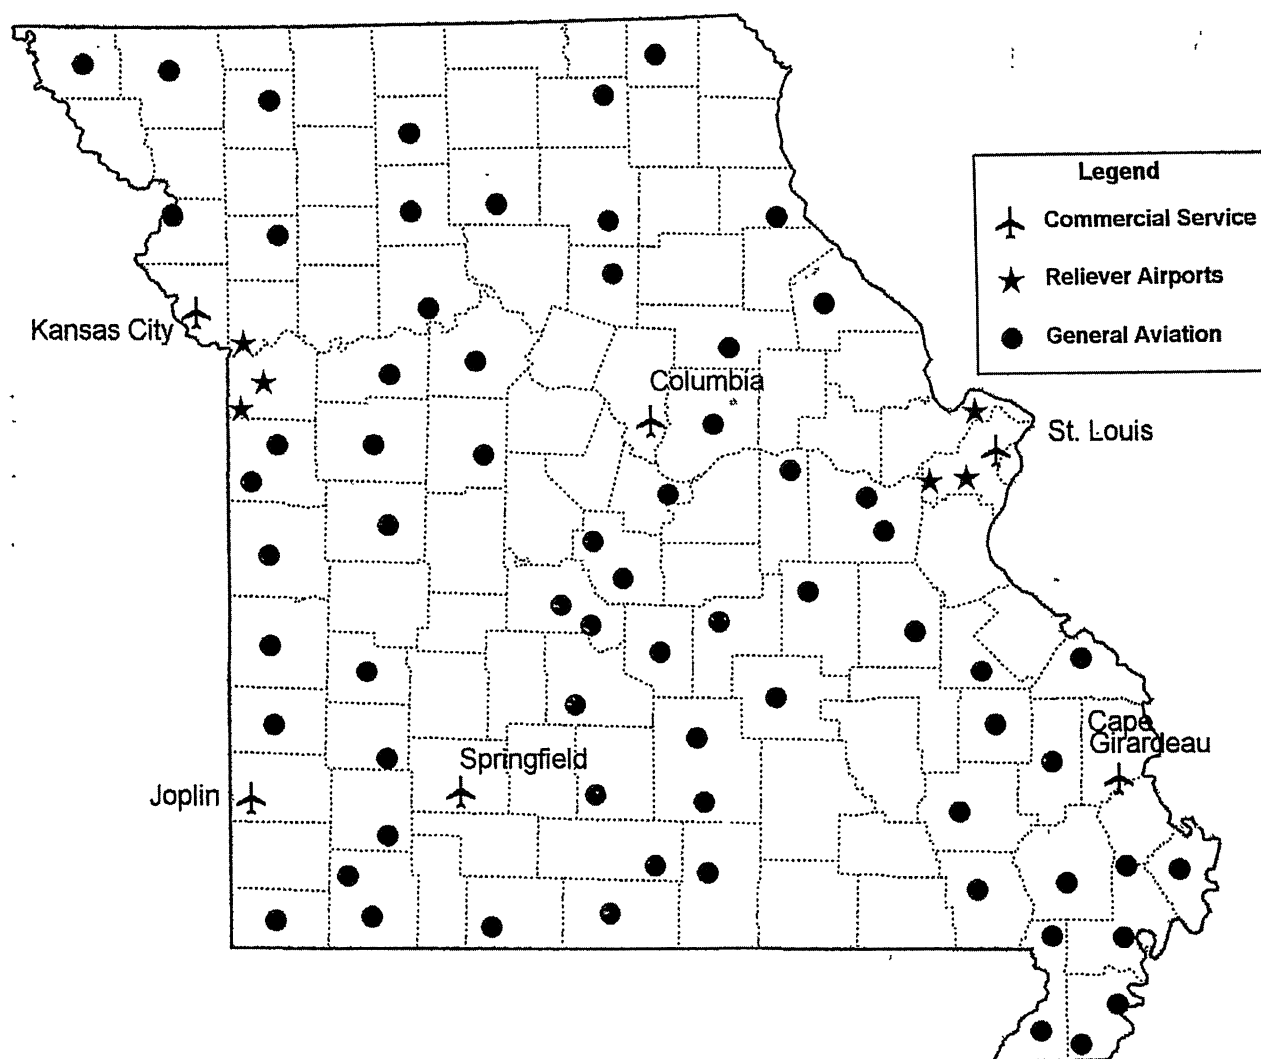 Legend
Commercial Service
Reliever Airports
General Aviation
Kansas City
Columbia
St. Louis
Cape
Girardeau
Springfield
Joplin